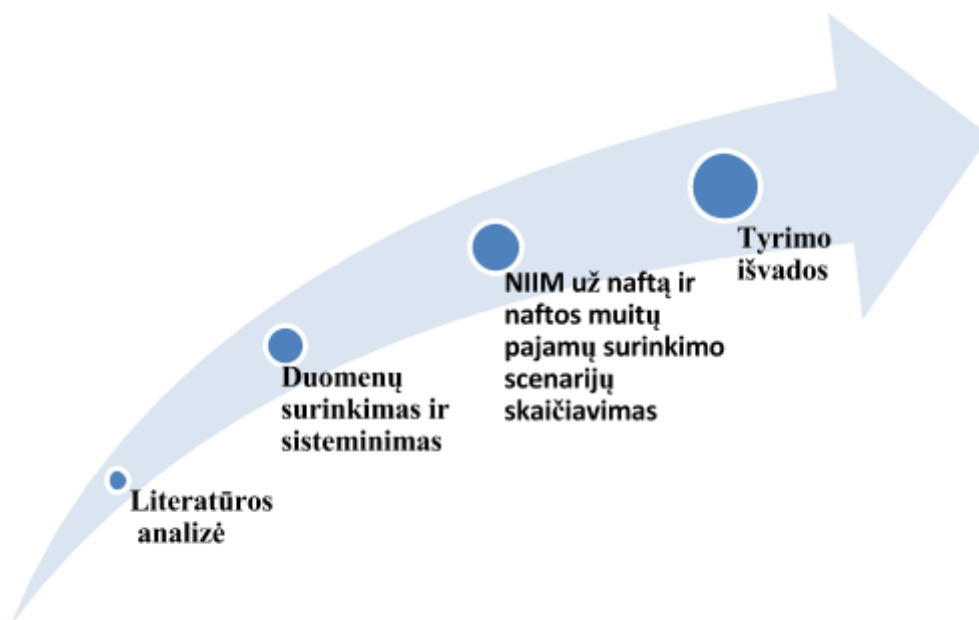 Literatūros
analizė
Duomenų
surinkimas ir
sisteminimas
NIIM už naftą ir
naftos muitų
pajamų surinkimo
scenarijų
skaičiavimas
Tyrimo
išvados